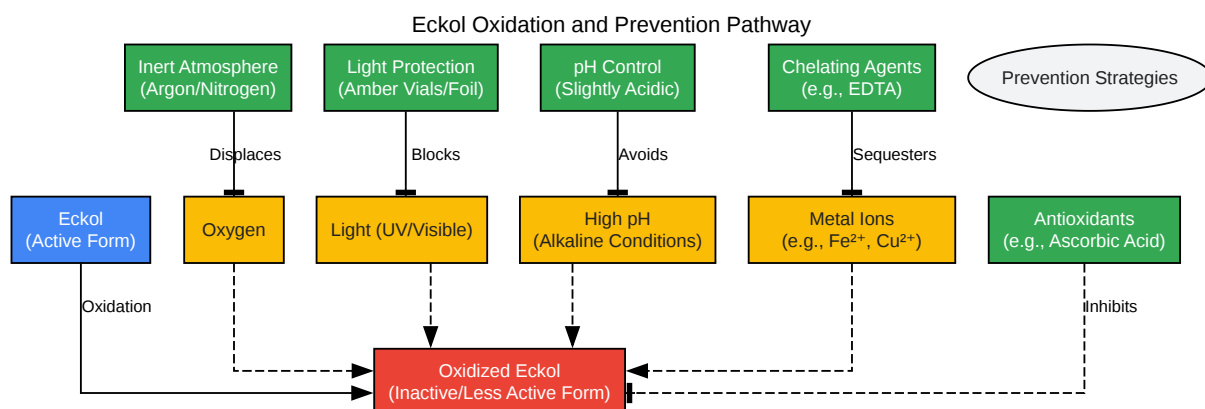 Eckol Oxidation and Prevention Pathway
Inert Atmosphere
(Argon/Nitrogen)
Light Protection
(Amber Vials/Foil)
pH Control
(Slightly Acidic)
Chelating Agents
(e.g., EDTA)
Prevention Strategies
Displaces
Blocks
Avoids
Sequesters
Eckol
(Active Form)
Oxygen
Light (UV/Visible)
High pH
(Alkaline Conditions)
Metal Ions
(e.g., Fe²⁺, Cu²⁺)
Antioxidants
(e.g., Ascorbic Acid)
Oxidation
Inhibits
Oxidized Eckol
(Inactive/Less Active Form)